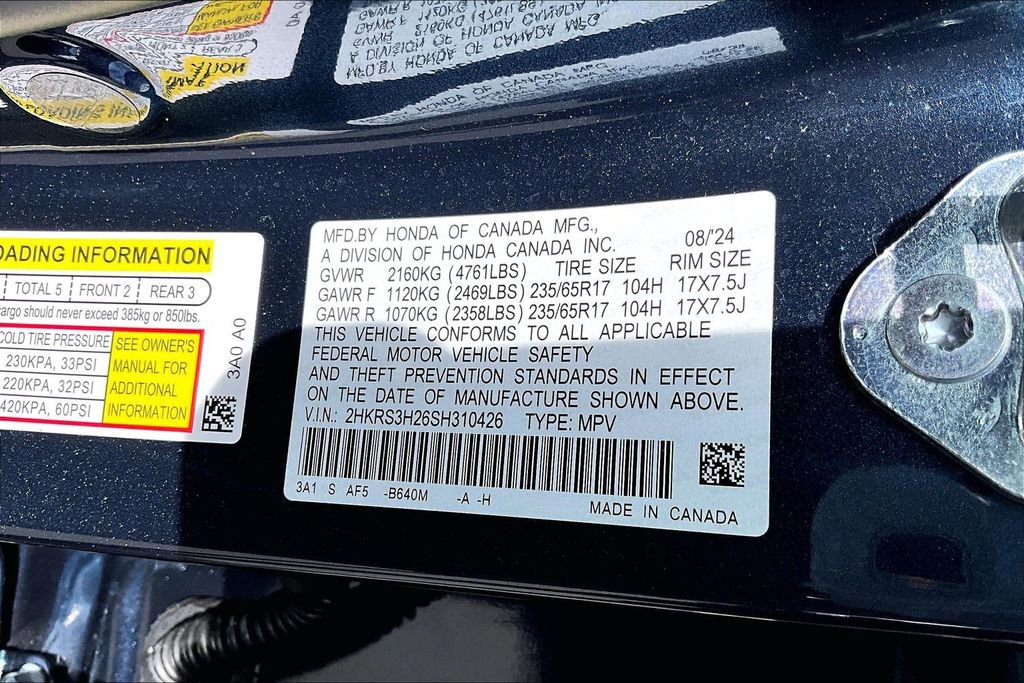 OADING INFORMATION
TOTAL 5 FRONT 2 REAR 3
cargo should never exceed 385kg or 850lbs.
COLD TIRE PRESSURE
230KPA, 33PSI
220KPA, 32PSI
420KPA, 60PSI
SEE OWNER'S
MANUAL FOR
ADDITIONAL
INFORMATION
3A0 A0
MFD.BY HONDA OF CANADA MFG.,
A DIVISION OF HONDA CANADA INC. 08/'24
GVWR 2160KG (4761LBS) TIRE SIZE RIM SIZE
GAWR F 1120KG (2469LBS) 235/65R17 104H 17X7.5J
GAWR R 1070KG (2358LBS) 235/65R17 104H 17X7.5J
THIS VEHICLE CONFORMS TO ALL APPLICABLE
FEDERAL MOTOR VEHICLE SAFETY
AND THEFT PREVENTION STANDARDS IN EFFECT
ON THE DATE OF MANUFACTURE SHOWN ABOVE.
V.I.N.: 2HKRS3H26SH310426 TYPE: MPV
3A1 S AF5 -B640M -A -H
MADE IN CANADA